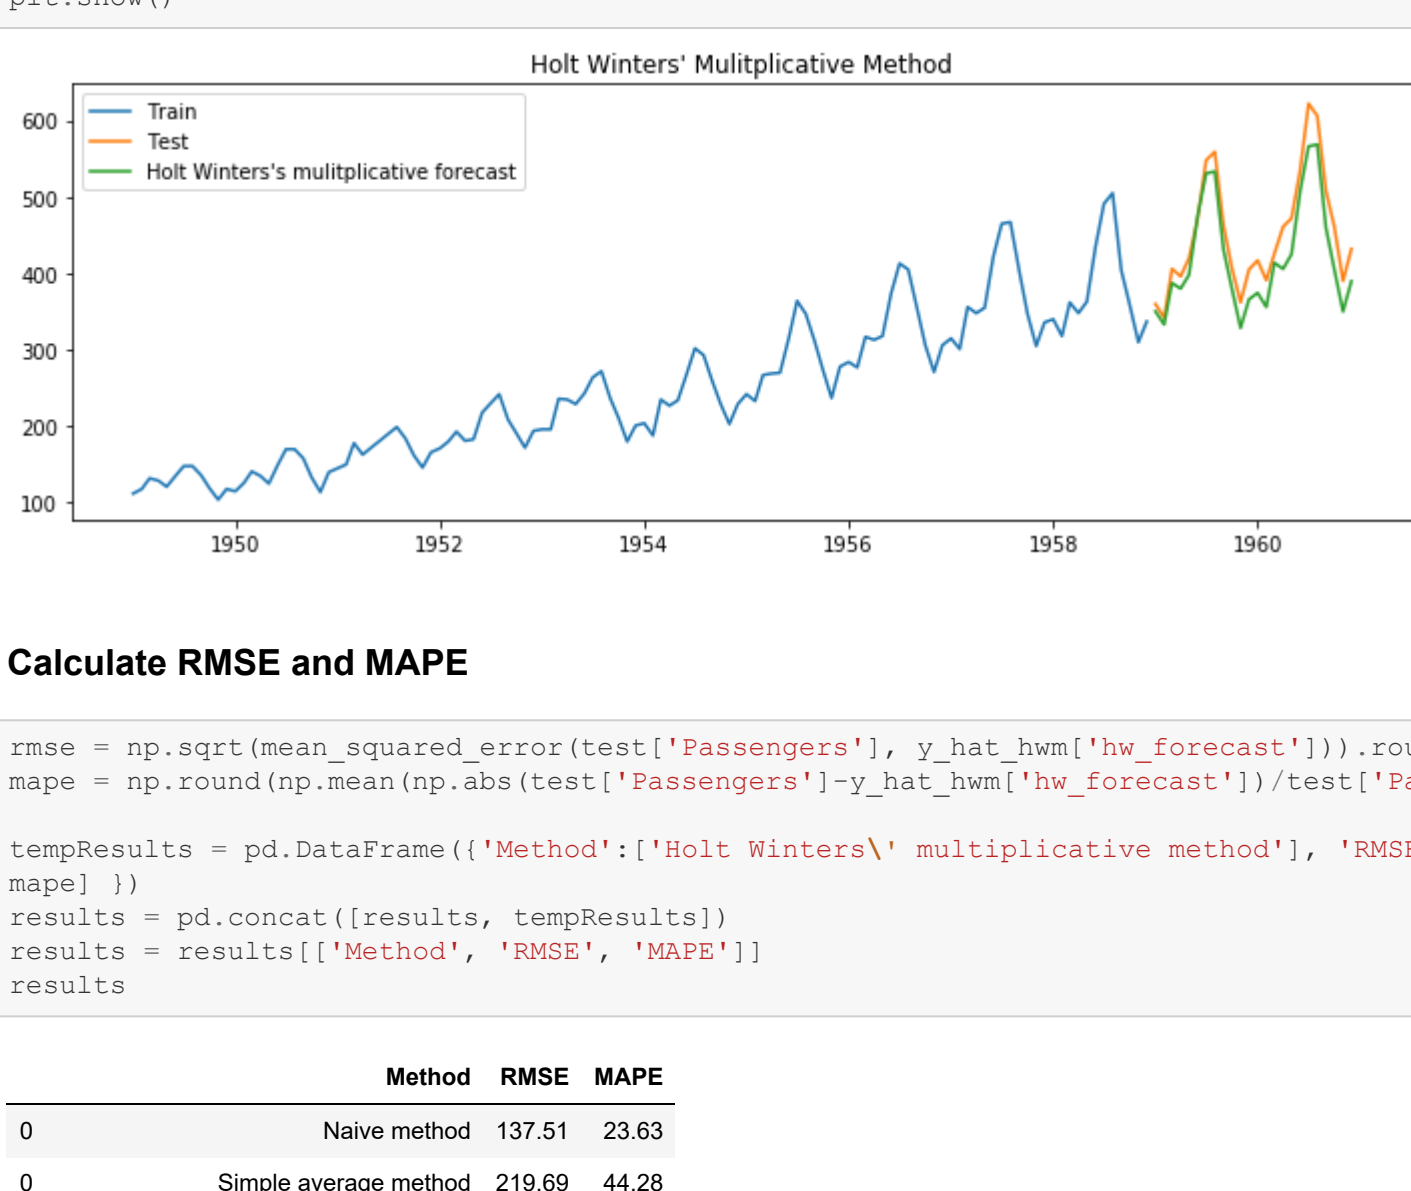 plt.show()
Holt Winters' Mulitplicative Method
Train
Test
Holt Winters's mulitplicative forecast
600
500
400
300
200
100
1950 1952 1954 1956 1958 1960
Calculate RMSE and MAPE
rmse = np.sqrt(mean_squared_error(test['Passengers'], y_hat_hwm['hw_forecast'])).rou
mape = np.round(np.mean(np.abs(test['Passengers']-y_hat_hwm['hw_forecast'])/test['Pa
tempResults = pd.DataFrame({'Method':['Holt Winters\' multiplicative method'], 'RMSE
mape] })
results = pd.concat([results, tempResults])
results = results[['Method', 'RMSE', 'MAPE']]
results
Method RMSE MAPE
0 Naive method 137.51 23.63
0 Simple average method 219.69 44.28